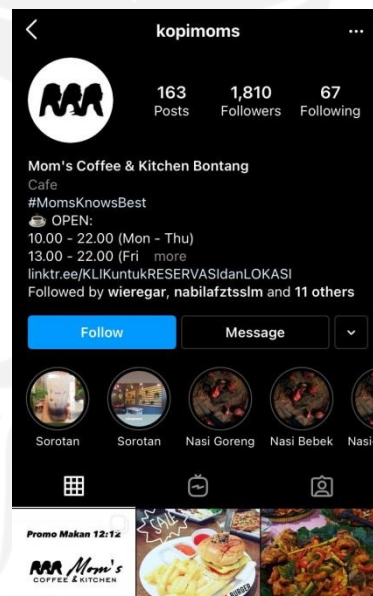 kopimoms
163 1,810 67
Posts Followers Following
Mom's Coffee & Kitchen Bontang
Cafe
#MomsKnowsBest
OPEN:
10.00 - 22.00 (Mon - Thu)
13.00 - 22.00 (Fri more
linktr.ee/KLIKuntukRESERVASIdanLOKASI
Followed by wieregar, nabilafztsslm and 11 others
Follow Message
Sorotan Sorotan Nasi Goreng Nasi Bebek Nasi
Promo Makan 12:12
Mom's
COFFEE & KITCHEN
SALE
BURGER